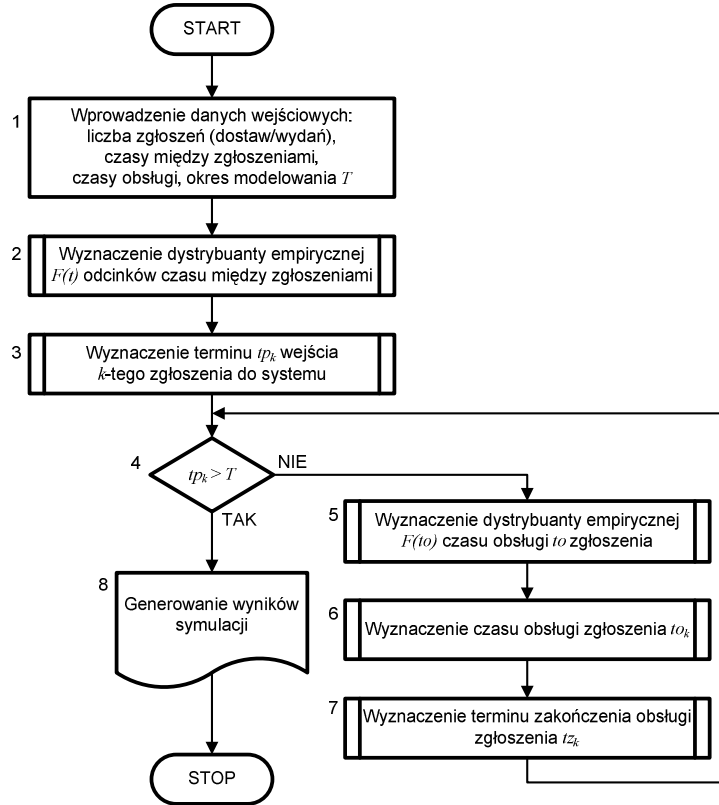 START
1
Wprowadzenie danych wejściowych:
liczba zgłoszeń (dostaw/wydań),
czasy między zgłoszeniami,
czasy obsługi, okres modelowania T
2
Wyznaczenie dystrybuanty empirycznej
F(t) odcinków czasu między zgłoszeniami
3
Wyznaczenie terminu tpₖ wejścia
k-tego zgłoszenia do systemu
4
tpₖ > T
NIE
TAK
5
Wyznaczenie dystrybuanty empirycznej
F(to) czasu obsługi to zgłoszenia
6
Wyznaczenie czasu obsługi zgłoszenia toₖ
7
Wyznaczenie terminu zakończenia obsługi
zgłoszenia tzₖ
8
Generowanie wyników
symulacji
STOP